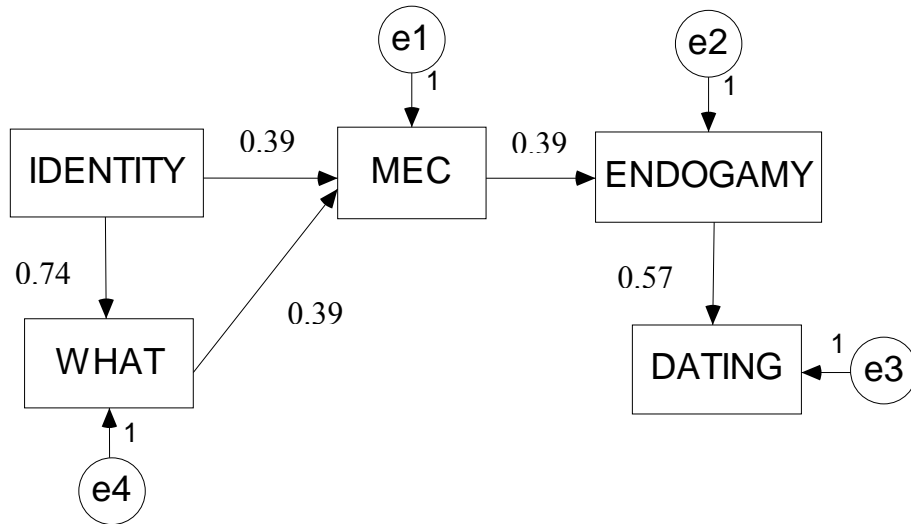 e1
e2
1
1
0.39
0.39
IDENTITY
MEC
ENDOGAMY
0.74
0.57
0.39
1
WHAT
DATING
e3
1
e4